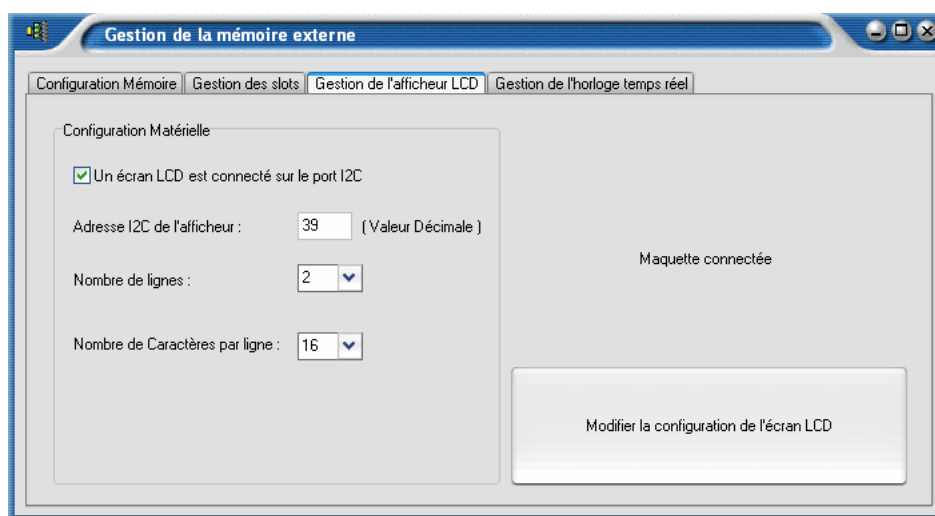 Gestion de la mémoire externe
Configuration Mémoire Gestion des slots Gestion de l'afficheur LCD Gestion de l'horloge temps réel
Configuration Matérielle
Un écran LCD est connecté sur le port I2C
Adresse I2C de l'afficheur : 39 ( Valeur Décimale )
Maquette connectée
Nombre de lignes : 2
Nombre de Caractères par ligne : 16
Modifier la configuration de l'écran LCD